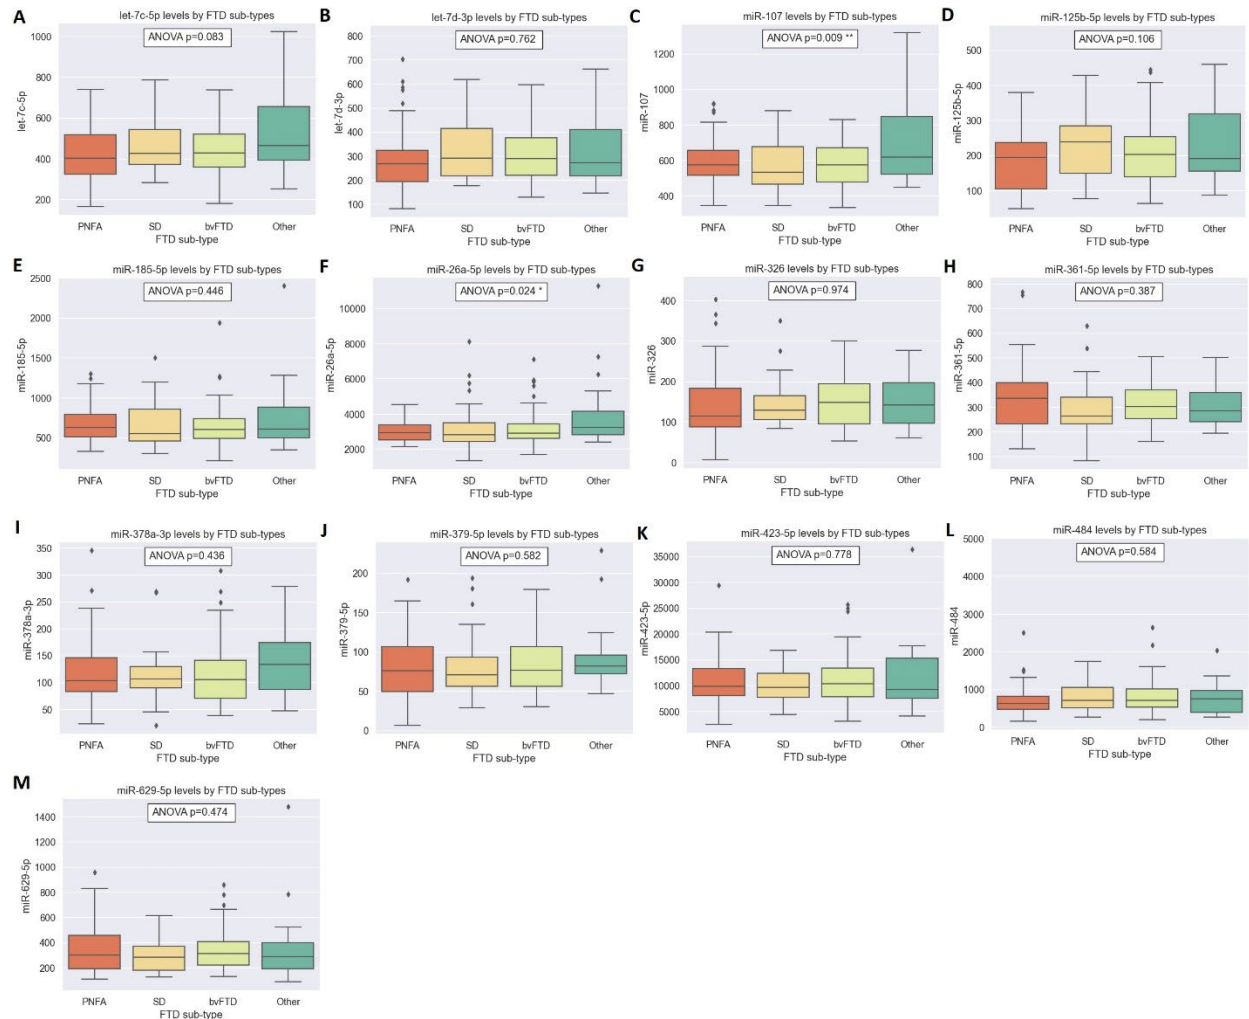 A
let-7c-5p levels by FTD sub-types
ANOVA p=0.083
let-7c-5p
1000
800
600
400
200
PNFA SD bvFTD Other
FTD sub-type
B
let-7d-3p levels by FTD sub-types
ANOVA p=0.762
let-7d-3p
800
700
600
500
400
300
200
100
PNFA SD bvFTD Other
FTD sub-type
C
miR-107 levels by FTD sub-types
ANOVA p=0.009 **
miR-107
1200
1000
800
600
400
PNFA SD bvFTD Other
FTD sub-type
D
miR-125b-5p levels by FTD sub-types
ANOVA p=0.106
miR-125b-5p
500
400
300
200
100
PNFA SD bvFTD Other
FTD sub-type
E
miR-185-5p levels by FTD sub-types
ANOVA p=0.446
miR-185-5p
2500
2000
1500
1000
500
PNFA SD bvFTD Other
FTD sub-type
F
miR-26a-5p levels by FTD sub-types
ANOVA p=0.024 *
miR-26a-5p
10000
8000
6000
4000
2000
PNFA SD bvFTD Other
FTD sub-type
G
miR-326 levels by FTD sub-types
ANOVA p=0.974
miR-326
400
300
200
100
0
PNFA SD bvFTD Other
FTD sub-type
H
miR-361-5p levels by FTD sub-types
ANOVA p=0.387
miR-361-5p
800
700
600
500
400
300
200
100
PNFA SD bvFTD Other
FTD sub-type
I
miR-378a-3p levels by FTD sub-types
ANOVA p=0.436
miR-378a-3p
350
300
250
200
150
100
50
PNFA SD bvFTD Other
FTD sub-type
J
miR-379-5p levels by FTD sub-types
ANOVA p=0.582
miR-379-5p
200
150
100
50
0
PNFA SD bvFTD Other
FTD sub-type
K
miR-423-5p levels by FTD sub-types
ANOVA p=0.778
miR-423-5p
35000
30000
25000
20000
15000
10000
5000
PNFA SD bvFTD Other
FTD sub-type
L
miR-484 levels by FTD sub-types
ANOVA p=0.584
miR-484
5000
4000
3000
2000
1000
0
PNFA SD bvFTD Other
FTD sub-type
M
miR-629-5p levels by FTD sub-types
ANOVA p=0.474
miR-629-5p
1400
1200
1000
800
600
400
200
PNFA SD bvFTD Other
FTD sub-type